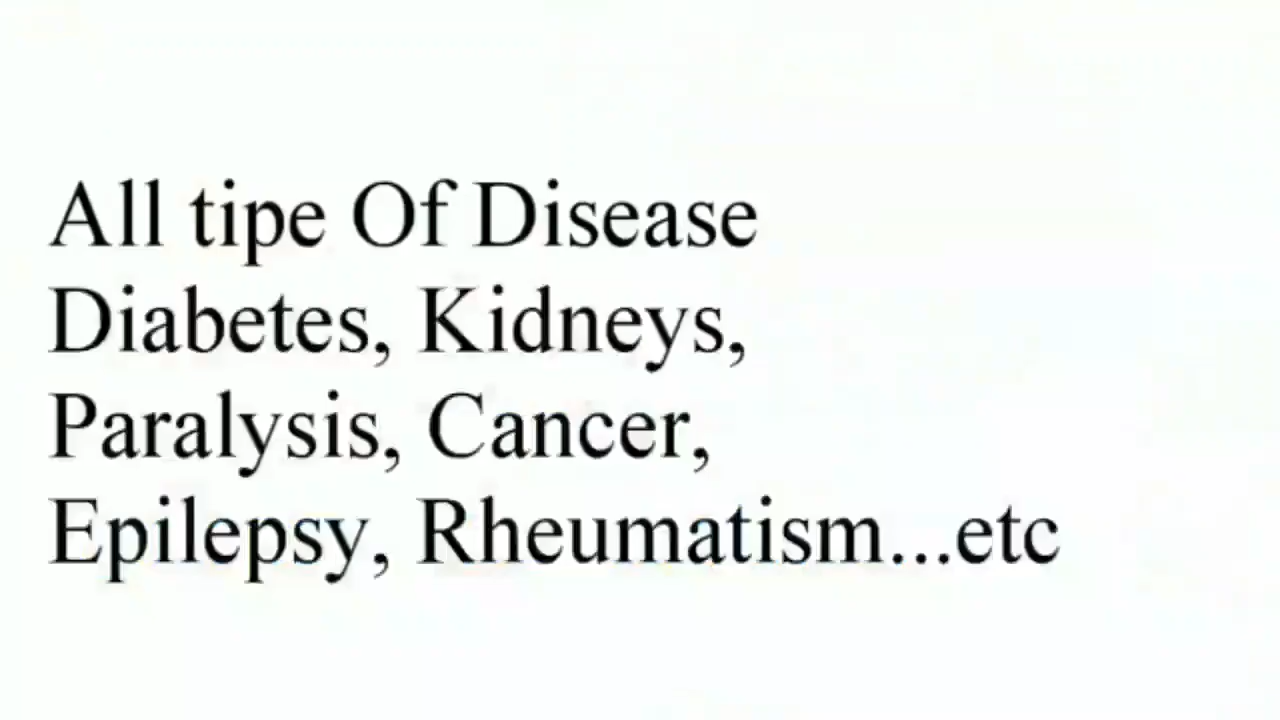 All tipe Of Disease
Diabetes, Kidneys,
Paralysis, Cancer,
Epilepsy, Rheumatism...etc